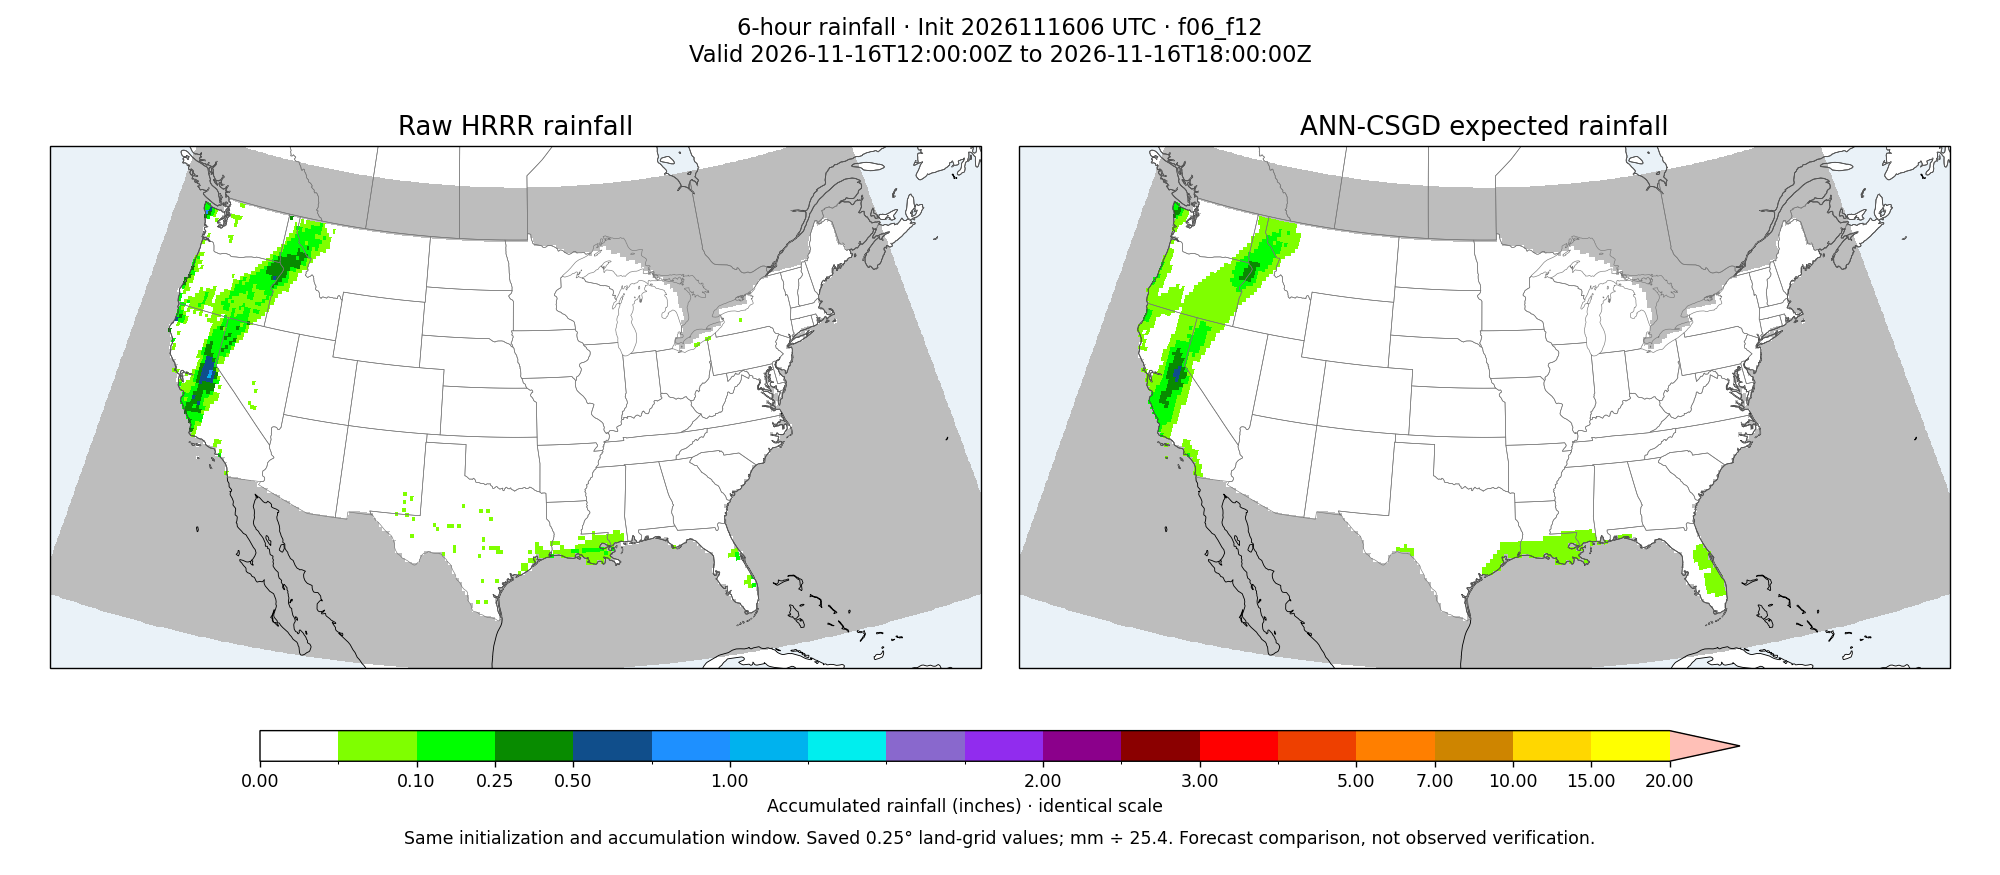 6-hour rainfall · Init 2026111606 UTC · f06_f12
Valid 2026-11-16T12:00:00Z to 2026-11-16T18:00:00Z
Raw HRRR rainfall
ANN-CSGD expected rainfall
0.00 0.10 0.25 0.50 1.00 2.00 3.00 5.00 7.00 10.00 15.00 20.00
Accumulated rainfall (inches) · identical scale
Same initialization and accumulation window. Saved 0.25° land-grid values; mm ÷ 25.4. Forecast comparison, not observed verification.